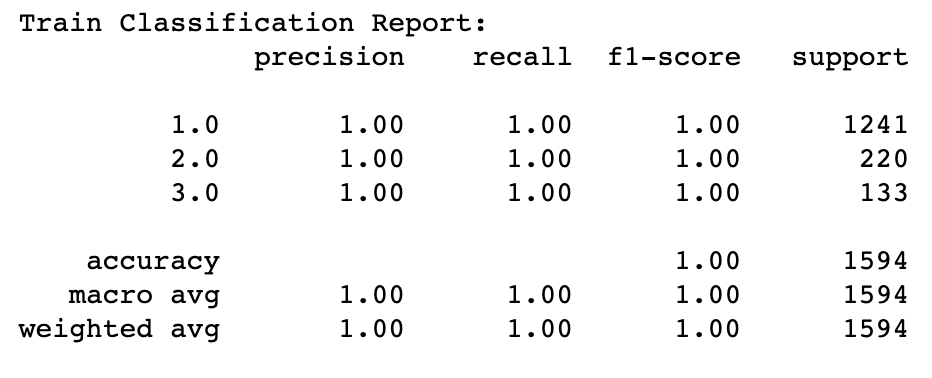 Train Classification Report:
precision recall f1-score support
1.0 1.00 1.00 1.00 1241
2.0 1.00 1.00 1.00 220
3.0 1.00 1.00 1.00 133
accuracy 1.00 1594
macro avg 1.00 1.00 1.00 1594
weighted avg 1.00 1.00 1.00 1594